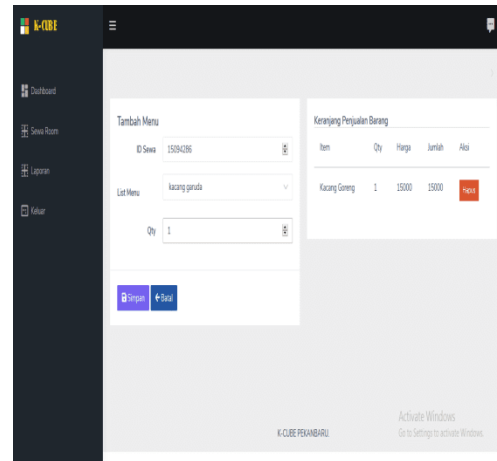 K-CUBE
Dashboard
Sewa Room
Laporan
Keluar
Tambah Menu
ID Sewa 15094286
List Menu kacang garuda
Qty 1
Simpan Batal
Keranjang Penjualan Barang
Item Qty Harga Jumlah Aksi
Kacang Goreng 1 15000 15000 Hapus
K-CUBE PEKANBARU.
Activate Windows
Go to Settings to activate Windows.